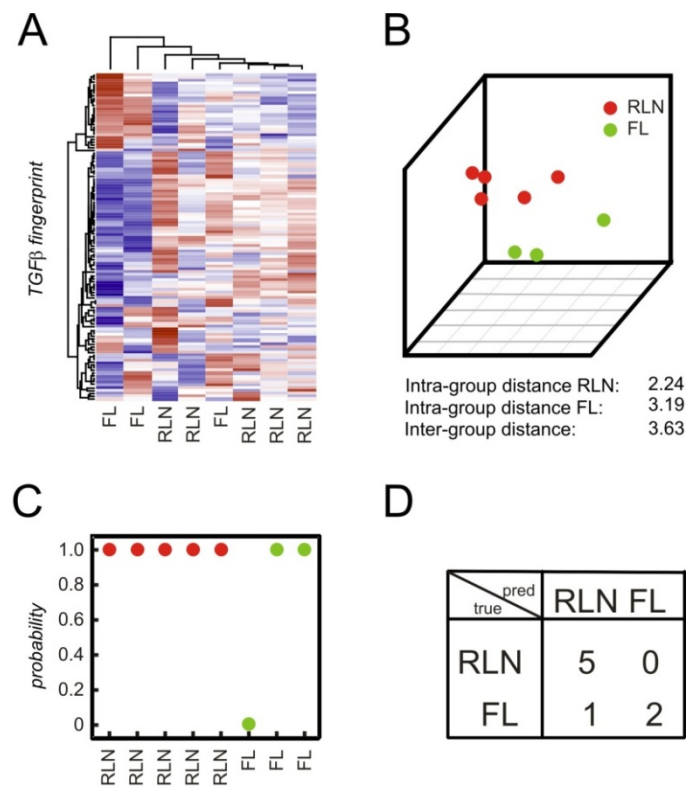 A
TGFβ fingerprint
FL
FL
RLN
RLN
FL
RLN
RLN
RLN
B
RLN
FL
Intra-group distance RLN: 2.24
Intra-group distance FL: 3.19
Inter-group distance: 3.63
C
probability
1.0
0.8
0.6
0.4
0.2
0
RLN
RLN
RLN
RLN
RLN
FL
FL
FL
D
pred
true
RLN FL
RLN 5 0
FL 1 2